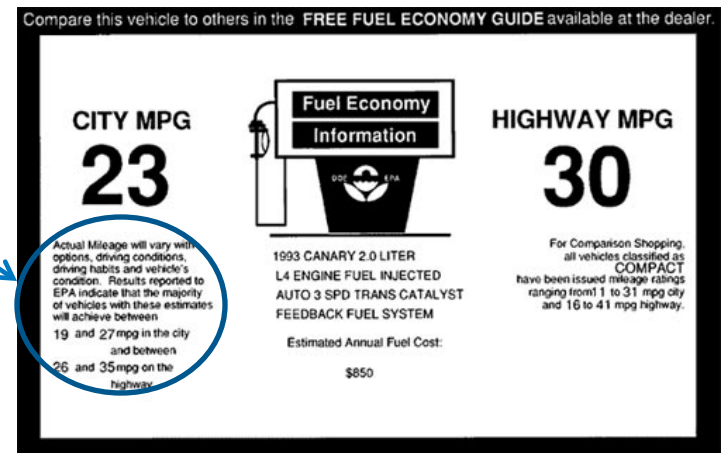 Compare this vehicle to others in the FREE FUEL ECONOMY GUIDE available at the dealer.
CITY MPG
23
Actual Mileage will vary with
options, driving conditions,
driving habits and vehicle's
condition. Results reported to
EPA indicate that the majority
of vehicles with these estimates
will achieve between
19 and 27 mpg in the city
and between
26 and 35 mpg on the
highway
Fuel Economy
Information
DOE EPA
1993 CANARY 2.0 LITER
L4 ENGINE FUEL INJECTED
AUTO 3 SPD TRANS CATALYST
FEEDBACK FUEL SYSTEM
Estimated Annual Fuel Cost:
$850
HIGHWAY MPG
30
For Comparison Shopping,
all vehicles classified as
COMPACT
have been issued mileage ratings
ranging from11 to 31 mpg city
and 16 to 41 mpg highway.